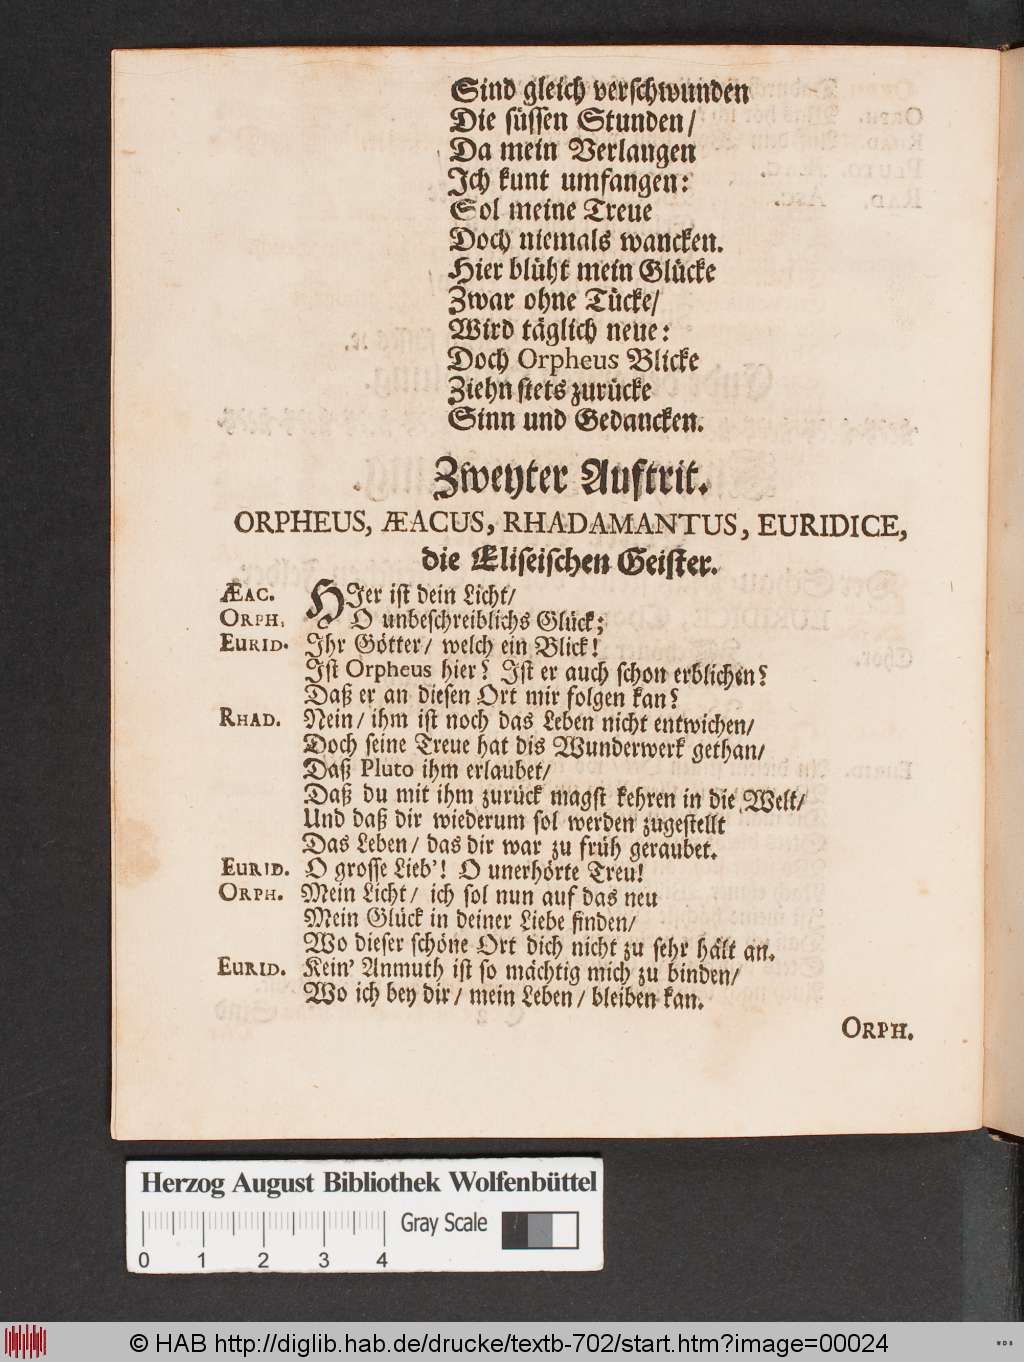 Sind gleich verschwunden
Die süssen Stunden/
Da mein Verlangen
Ich kunt umfangen:
Sol meine Treue
Doch niemals wancken.
Hier blüht mein Glücke
Zwar ohne Tücke/
Wird täglich neue:
Doch Orpheus Blicke
Ziehn stets zurücke
Sinn und Gedancken.
Zweyter Auftrit.
ORPHEUS, ÆACUS, RHADAMANTUS, EURIDICE,
die Eliseischen Geister.
ÆAC. HJer ist dein Licht/
ORPH. O unbeschreiblichs Glück;
EURID. Ihr Götter/ welch ein Blick!
Ist Orpheus hier? Ist er auch schon erblichen?
Daß er an diesen Ort mir folgen kan?
RHAD. Nein/ ihm ist noch das Leben nicht entwichen/
Doch seine Treue hat dis Wunderwerk gethan/
Daß Pluto ihm erlaubet/
Daß du mit ihm zurück magst kehren in die Welt/
Und daß dir wiederum sol werden zugestellt
Das Leben/ das dir war zu früh geraubet.
EURID. O grosse Lieb'! O unerhörte Treu!
ORPH. Mein Licht/ ich sol nun auf das neu
Mein Glück in deiner Liebe finden/
Wo dieser schöne Ort dich nicht zu sehr hält an.
EURID. Kein' Anmuth ist so mächtig mich zu binden/
Wo ich bey dir/ mein Leben/ bleiben kan.
ORPH.
Herzog August Bibliothek Wolfenbüttel
Gray Scale
0 1 2 3 4
© HAB http://diglib.hab.de/drucke/textb-702/start.htm?image=00024